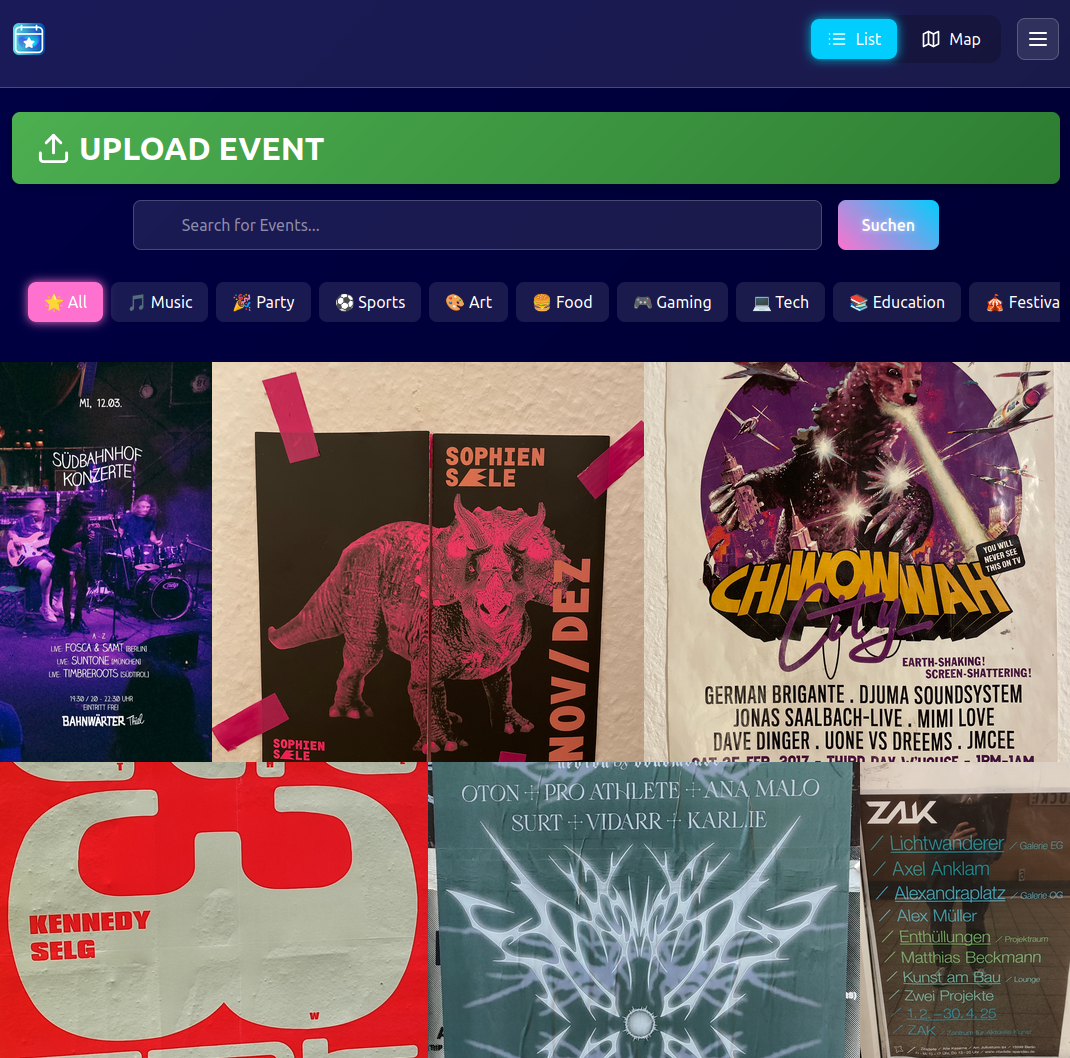 List
Map
UPLOAD EVENT
Search for Events...
Suchen
🌟 All
🎵 Music
🎉 Party
⚽ Sports
🎨 Art
🍔 Food
🎮 Gaming
💻 Tech
📚 Education
🎪 Festiva
MI, 12.03.
SÜDBAHNHOF
KONZERTE
A - Z
LIVE: FOSCA & SAMT (BERLIN)
LIVE: SUNTONE (MÜNCHEN)
LIVE: TIMBREROOTS (SÜDTIROL)
19:30 / 20 - 22:30 UHR
EINTRITT FREI
BAHNWÄRTER Thiel
SOPHIEN
SÆLE
NOV/DEZ
SOPHIEN
SÆLE
YOU WILL
NEVER SEE
THIS ON TV
CHIWOWWAH
City
EARTH-SHAKING!
SCREEN-SHATTERING!
GERMAN BRIGANTE . DJUMA SOUNDSYSTEM
JONAS SAALBACH-LIVE . MIMI LOVE
DAVE DINGER . UONE VS DREEMS . JMCEE
SAT 25. FEB. 2017 - THIRD DAY W'HOUSE - 1PM-1AM
T
KENNEDY
SELG
W
OTON + PRO ATHLETE + ANA MALO
SURT + VIDARR + KARLIE
ZAK
/ Lichtwanderer / Galerie EG
/ Axel Anklam
/ Alexandraplatz / Galerie OG
/ Alex Müller
/ Enthüllungen / Projektraum
/ Matthias Beckmann
/ Kunst am Bau / Lounge
/ Zwei Projekte
/ 1.2.–30.4.25
/ ZAK / Zentrum für Aktuelle Kunst